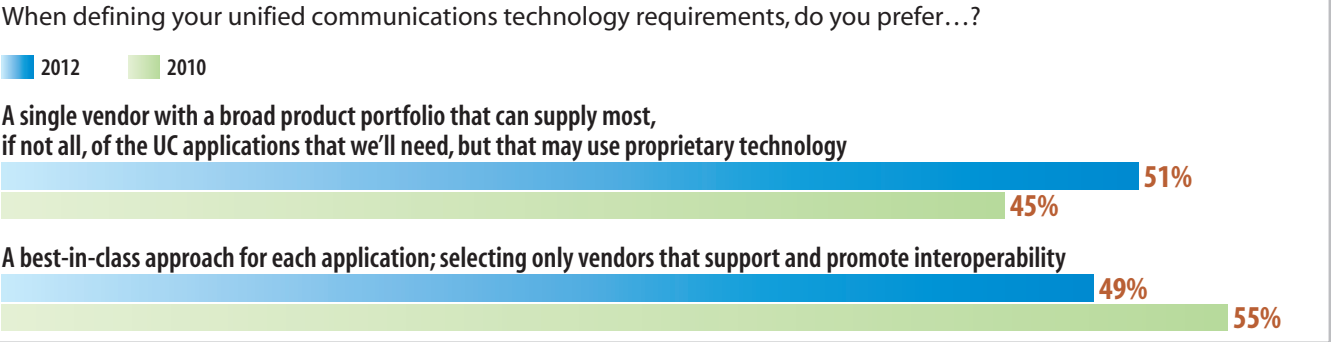 When defining your unified communications technology requirements, do you prefer…?
2012 2010
A single vendor with a broad product portfolio that can supply most,
if not all, of the UC applications that we’ll need, but that may use proprietary technology
51%
45%
A best-in-class approach for each application; selecting only vendors that support and promote interoperability
49%
55%